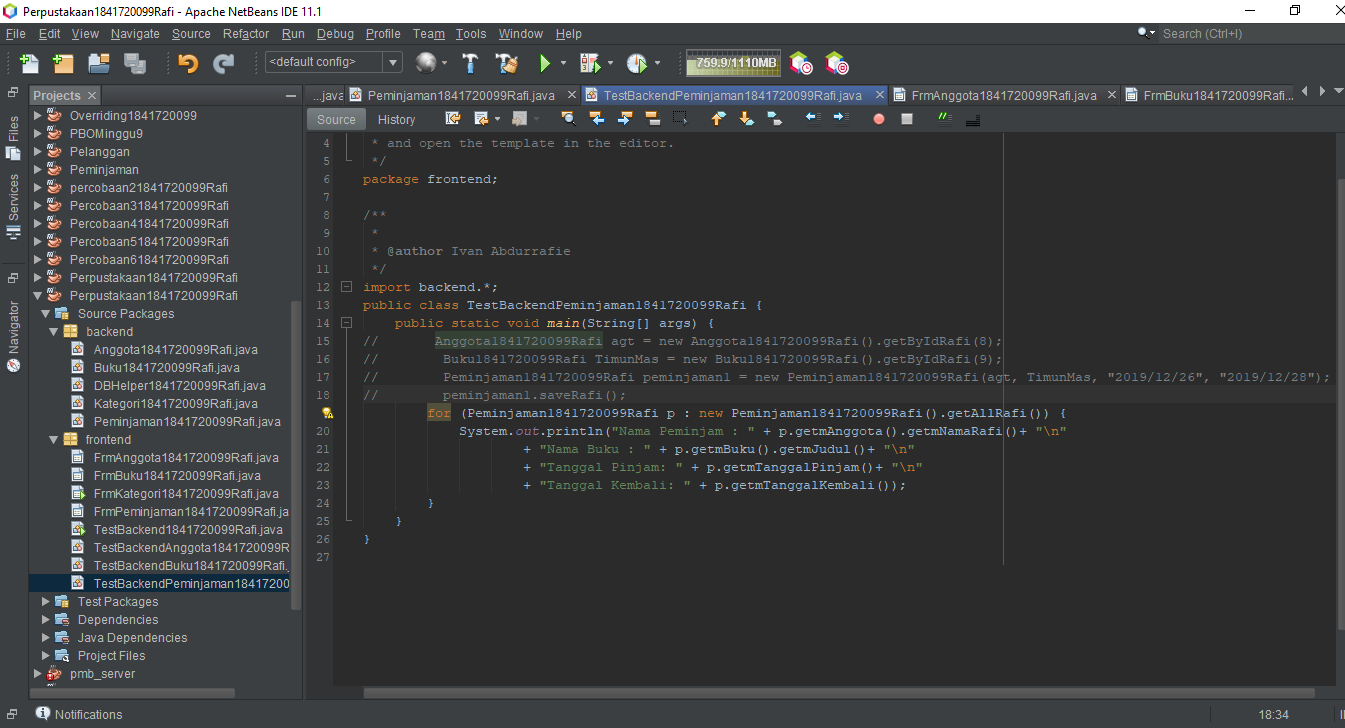 Perpustakaan1841720099Rafi - Apache NetBeans IDE 11.1
File Edit View Navigate Source Refactor Run Debug Profile Team Tools Window Help
Search (Ctrl+I)
<default config>
759.9/1110MB
Projects
...java Peminjaman1841720099Rafi.java TestBackendPeminjaman1841720099Rafi.java FrmAnggota1841720099Rafi.java FrmBuku1841720099Rafi...
Source History
Files
Services
Navigator
Overriding1841720099
PBOMinggu9
Pelanggan
Peminjaman
percobaan21841720099Rafi
Percobaan31841720099Rafi
Percobaan41841720099Rafi
Percobaan51841720099Rafi
Percobaan61841720099Rafi
Perpustakaan1841720099Rafi
Perpustakaan1841720099Rafi
Source Packages
backend
Anggota1841720099Rafi.java
Buku1841720099Rafi.java
DBHelper1841720099Rafi.java
Kategori1841720099Rafi.java
Peminjaman1841720099Rafi.java
frontend
FrmAnggota1841720099Rafi.java
FrmBuku1841720099Rafi.java
FrmKategori1841720099Rafi.java
FrmPeminjaman1841720099Rafi.ja
TestBackend1841720099Rafi.java
TestBackendAnggota1841720099R
TestBackendBuku1841720099Rafi.
TestBackendPeminjaman18417200
Test Packages
Dependencies
Java Dependencies
Project Files
pmb_server
4 * and open the template in the editor.
5 */
6 package frontend;
7
8 /**
9 *
10 * @author Ivan Abdurrafie
11 */
12 import backend.*;
13 public class TestBackendPeminjaman1841720099Rafi {
14 public static void main(String[] args) {
15 // Anggota1841720099Rafi agt = new Anggota1841720099Rafi().getByIdRafi(8);
16 // Buku1841720099Rafi TimunMas = new Buku1841720099Rafi().getByIdRafi(9);
17 // Peminjaman1841720099Rafi peminjaman1 = new Peminjaman1841720099Rafi(agt, TimunMas, "2019/12/26", "2019/12/28");
18 // peminjaman1.saveRafi();
for (Peminjaman1841720099Rafi p : new Peminjaman1841720099Rafi().getAllRafi()) {
20 System.out.println("Nama Peminjam : " + p.getmAnggota().getmNamaRafi()+ "\n"
21 + "Nama Buku : " + p.getmBuku().getmJudul()+ "\n"
22 + "Tanggal Pinjam: " + p.getmTanggalPinjam()+ "\n"
23 + "Tanggal Kembali: " + p.getmTanggalKembali());
24 }
25 }
26 }
27
Notifications
18:34